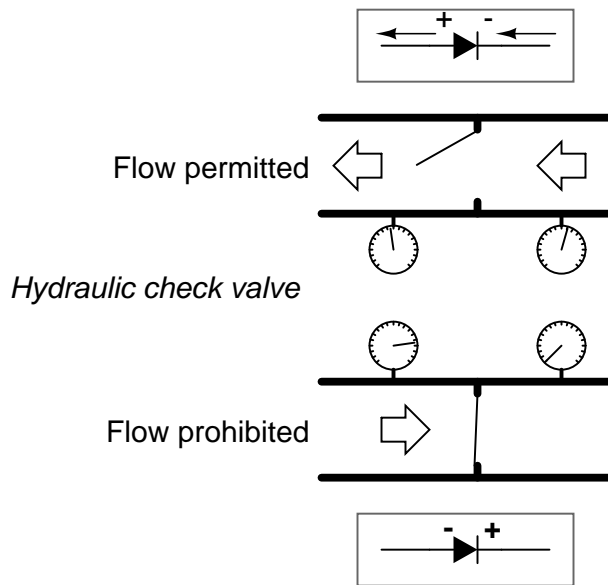 + -
Flow permitted
Hydraulic check valve
Flow prohibited
- +